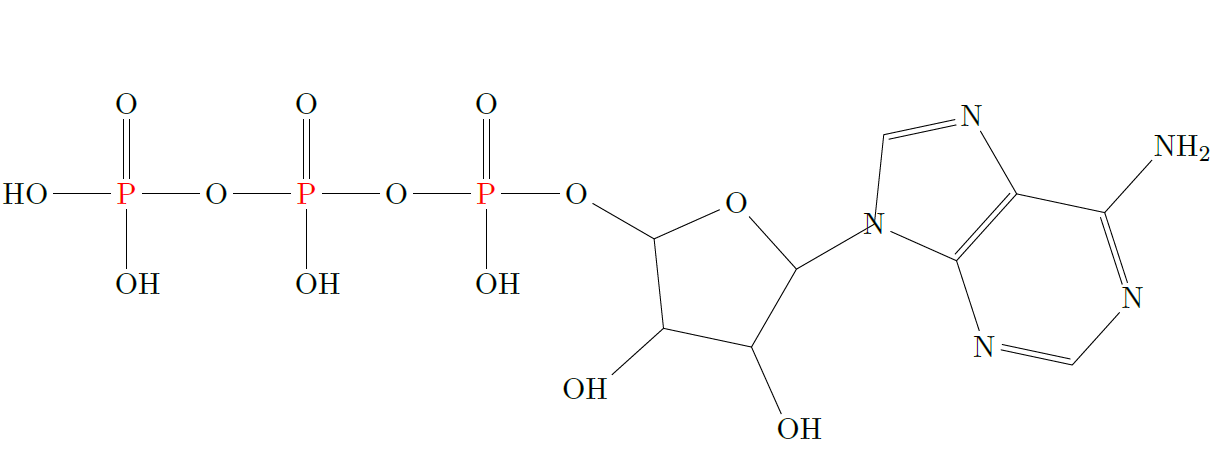 O O O N NH₂
HO P O P O P O O N
OH OH OH N
N
OH
OH